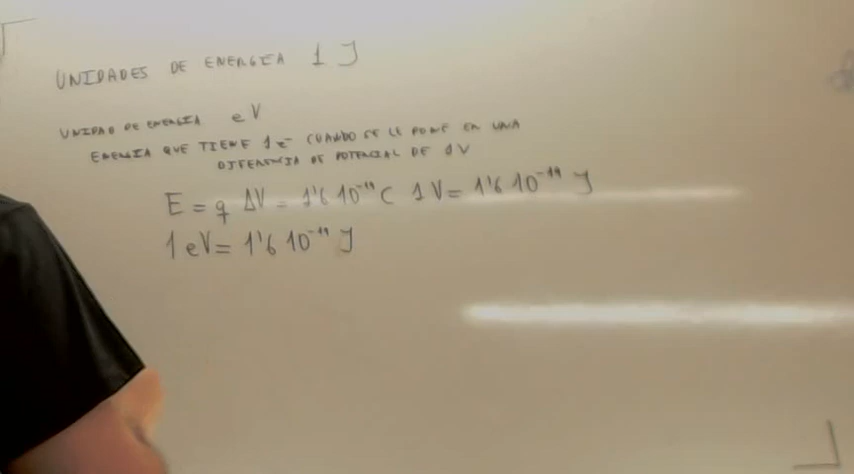 UNIDADES DE ENERGIA 1 J
UNIDAD DE ENERGIA eV
ENERGIA QUE TIENE 1 e⁻ CUANDO SE LE PONE EN UNA
DIFERENCIA DE POTENCIAL DE 1V
E = q ΔV = 1'6 10⁻¹⁹ C 1 V = 1'6 10⁻¹⁹ J
1 eV = 1'6 10⁻¹⁹ J